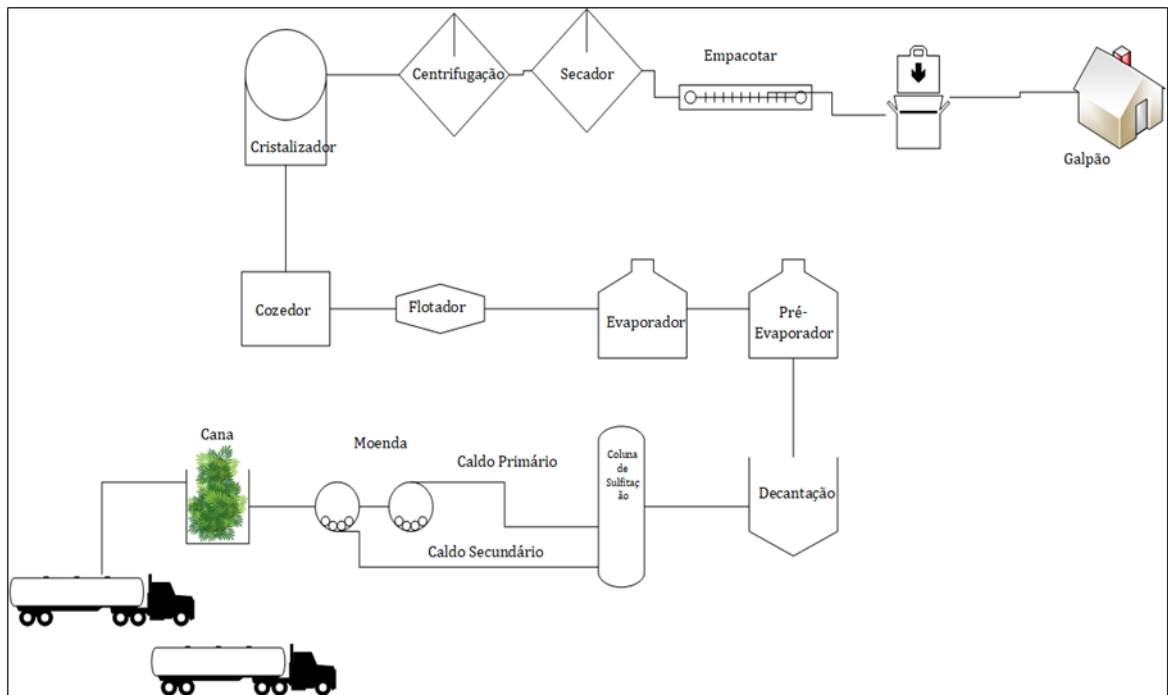 Empacotar
Centrifugação
Secador
Cristalizador
Galpão
Cozedor
Flotador
Evaporador
Pré-
Evaporador
Cana
Moenda
Caldo Primário
Coluna
de
Sulfitaç
ão
Decantação
Caldo Secundário